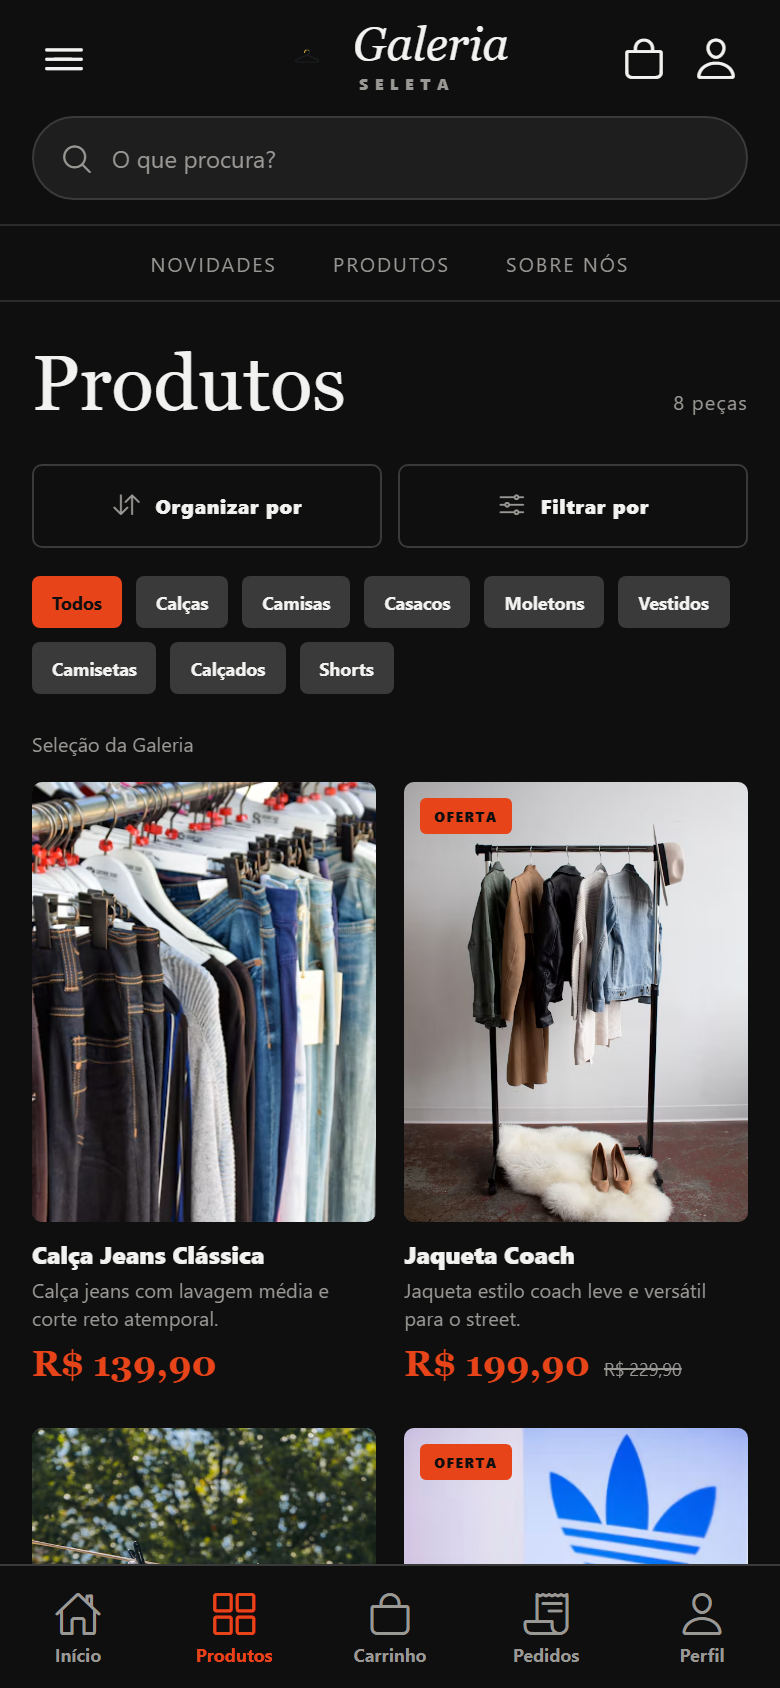 Galeria
SELETA
O que procura?
NOVIDADES PRODUTOS SOBRE NÓS
Produtos
8 peças
Organizar por Filtrar por
Todos Calças Camisas Casacos Moletons Vestidos
Camisetas Calçados Shorts
Seleção da Galeria
OFERTA
Calça Jeans Clássica
Calça jeans com lavagem média e
corte reto atemporal.
R$ 139,90
Jaqueta Coach
Jaqueta estilo coach leve e versátil
para o street.
R$ 199,90 R$ 229,90
OFERTA
Início Produtos Carrinho Pedidos Perfil